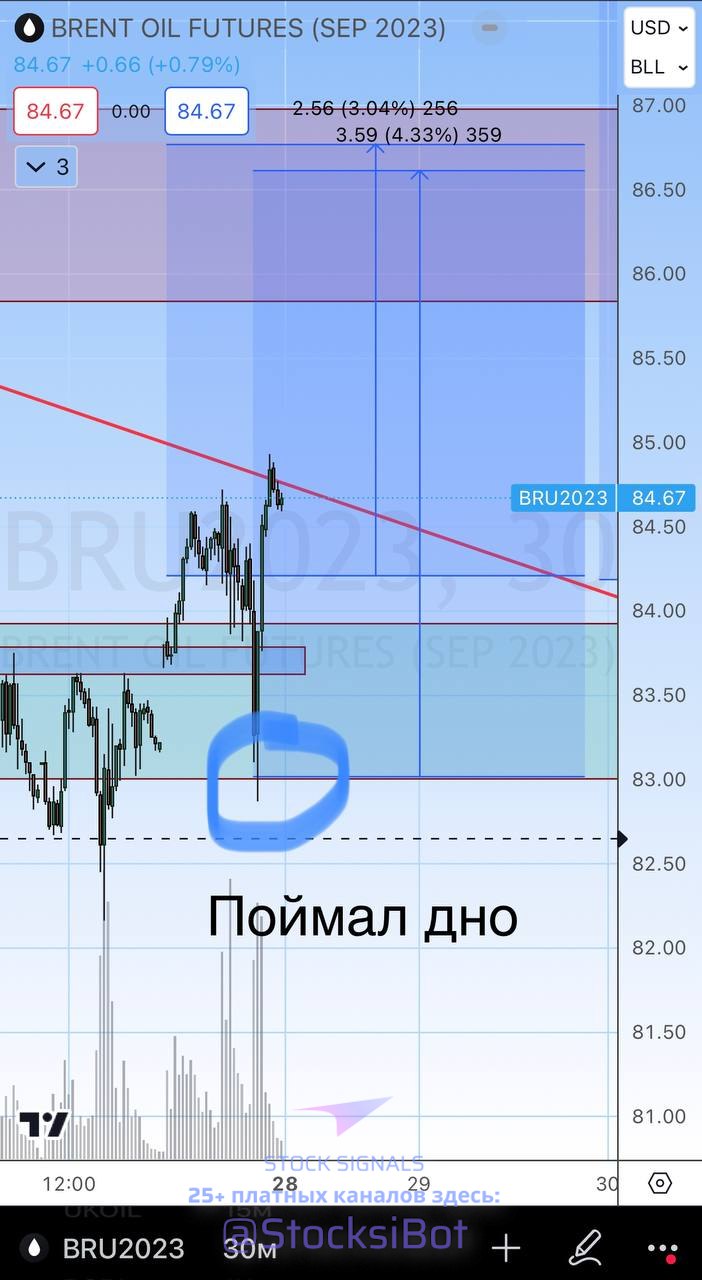 BRENT OIL FUTURES (SEP 2023)
USD
84.67 +0.66 (+0.79%)
BLL
84.67 0.00 84.67
2.56 (3.04%) 256
87.00
3.59 (4.33%) 359
3
86.50
86.00
85.50
85.00
BRU2023 84.67
84.50
BRU2023, 30
84.00
BRENT OIL FUTURES (SEP 2023)
83.50
83.00
82.50
Поймал дно
82.00
81.50
81.00
STOCK SIGNALS
12:00 28 29 30
25+ платных каналов здесь:
UKOIL 15м
@StocksiBot
BRU2023 30м